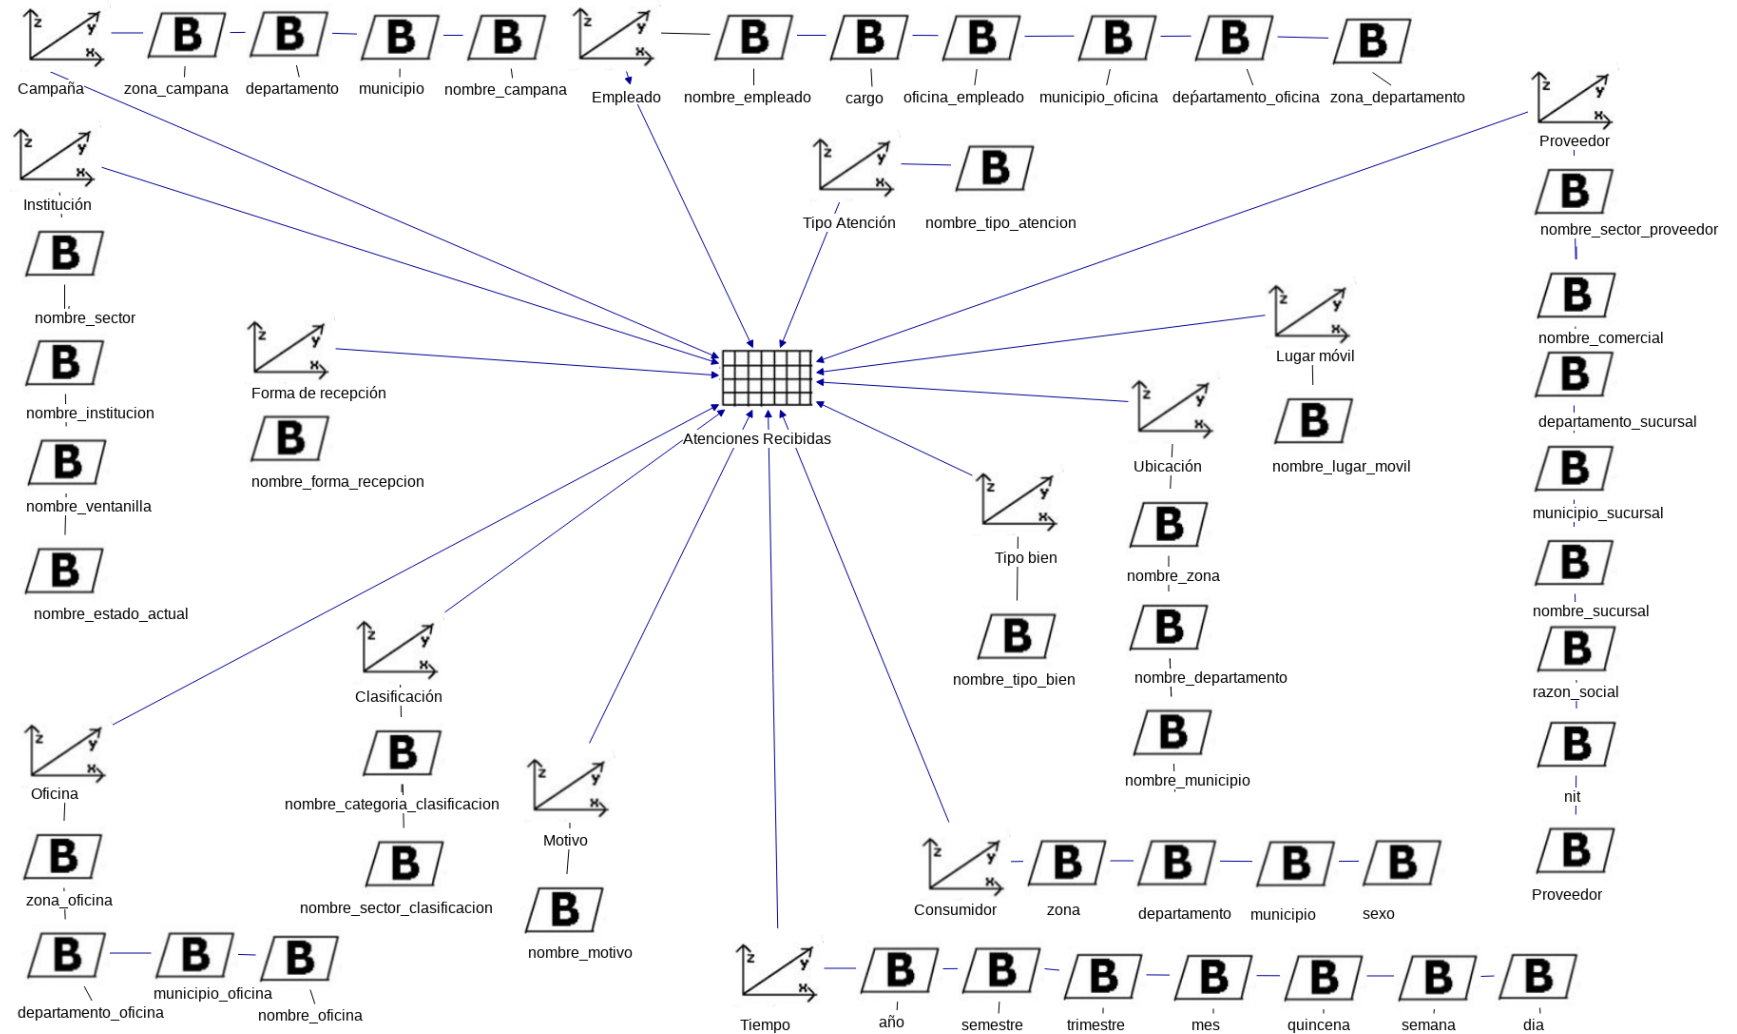 Campaña
zona_campana
departamento
municipio
nombre_campana
Empleado
nombre_empleado
cargo
oficina_empleado
municipio_oficina
departamento_oficina
zona_departamento
Proveedor
nombre_sector_proveedor
nombre_comercial
departamento_sucursal
municipio_sucursal
nombre_sucursal
razon_social
nit
Proveedor
Institución
nombre_sector
nombre_institucion
nombre_ventanilla
nombre_estado_actual
Tipo Atención
nombre_tipo_atencion
Forma de recepción
nombre_forma_recepcion
Atenciones Recibidas
Lugar móvil
nombre_lugar_movil
Ubicación
nombre_zona
nombre_departamento
nombre_municipio
Tipo bien
nombre_tipo_bien
Clasificación
nombre_categoria_clasificacion
nombre_sector_clasificacion
Oficina
zona_oficina
departamento_oficina
municipio_oficina
nombre_oficina
Motivo
nombre_motivo
Consumidor
zona
departamento
municipio
sexo
Tiempo
año
semestre
trimestre
mes
quincena
semana
dia